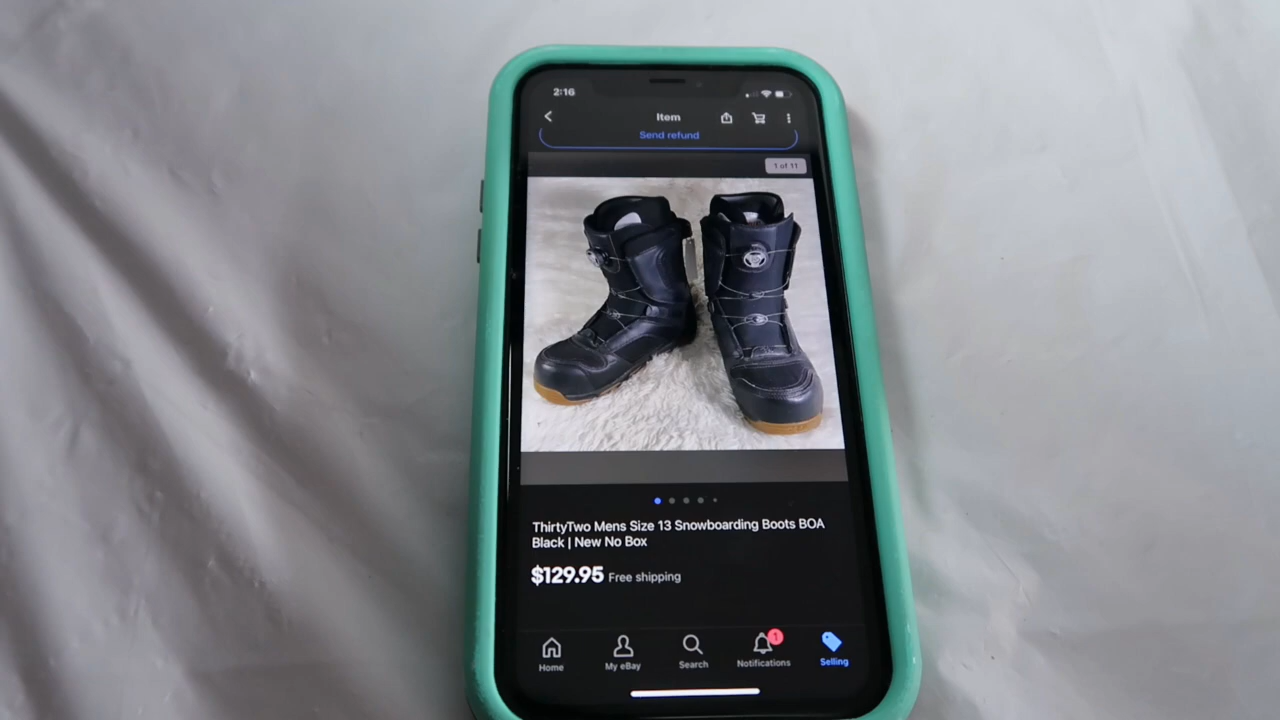 2:16
Item
Send refund
1 of 11
ThirtyTwo Mens Size 13 Snowboarding Boots BOA
Black | New No Box
$129.95 Free shipping
1
Home My eBay Search Notifications Selling